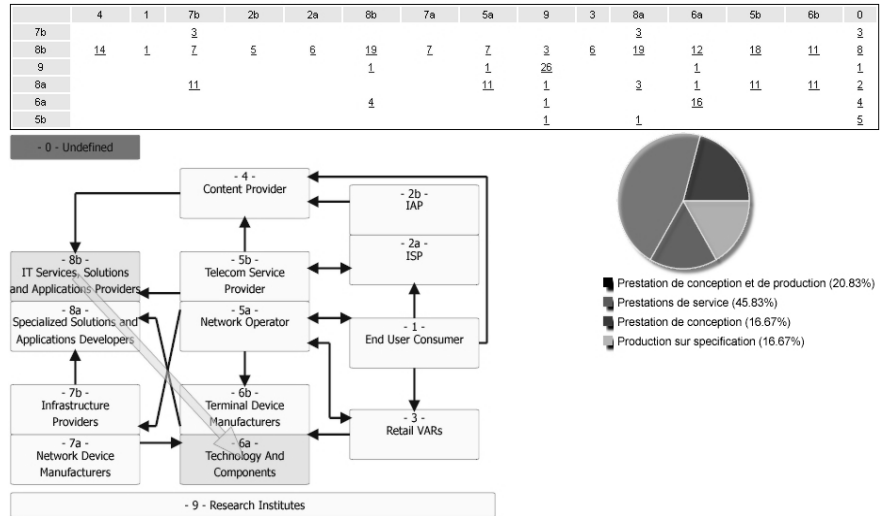 4 1 7b 2b 2a 8b 7a 5a 9 3 8a 6a 5b 6b 0
7b 3 3 3
8b 14 1 7 5 6 19 7 7 3 6 19 12 18 11 8
9 1 1 26 1 1
8a 11 11 1 3 1 11 11 2
6a 4 1 16 4
5b 1 1 5
- 0 - Undefined
- 4 -
Content Provider
- 2b -
IAP
- 8b -
IT Services, Solutions
and Applications Providers
- 5b -
Telecom Service
Provider
- 2a -
ISP
- 8a -
Specialized Solutions and
Applications Developers
- 5a -
Network Operator
- 1 -
End User Consumer
- 7b -
Infrastructure
Providers
- 6b -
Terminal Device
Manufacturers
- 3 -
Retail VARs
- 7a -
Network Device
Manufacturers
- 6a -
Technology And
Components
- 9 - Research Institutes
Prestation de conception et de production (20.83%)
Prestations de service (45.83%)
Prestation de conception (16.67%)
Production sur specification (16.67%)